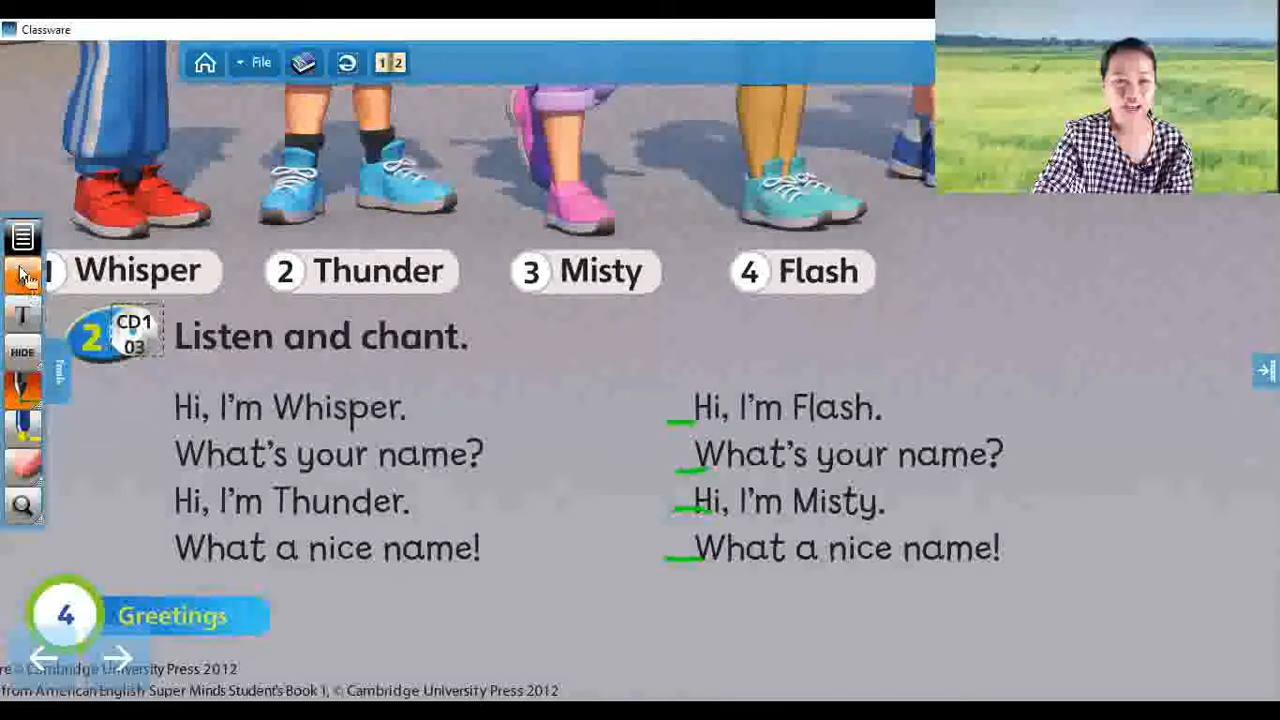 Classware
File
1 2
1 Whisper
2 Thunder
3 Misty
4 Flash
T
HIDE
Tools
2 CD1 03 Listen and chant.
Hi, I'm Whisper.
What's your name?
Hi, I'm Thunder.
What a nice name!
Hi, I'm Flash.
What's your name?
Hi, I'm Misty.
What a nice name!
4 Greetings
re © Cambridge University Press 2012
from American English Super Minds Student's Book 1, © Cambridge University Press 2012